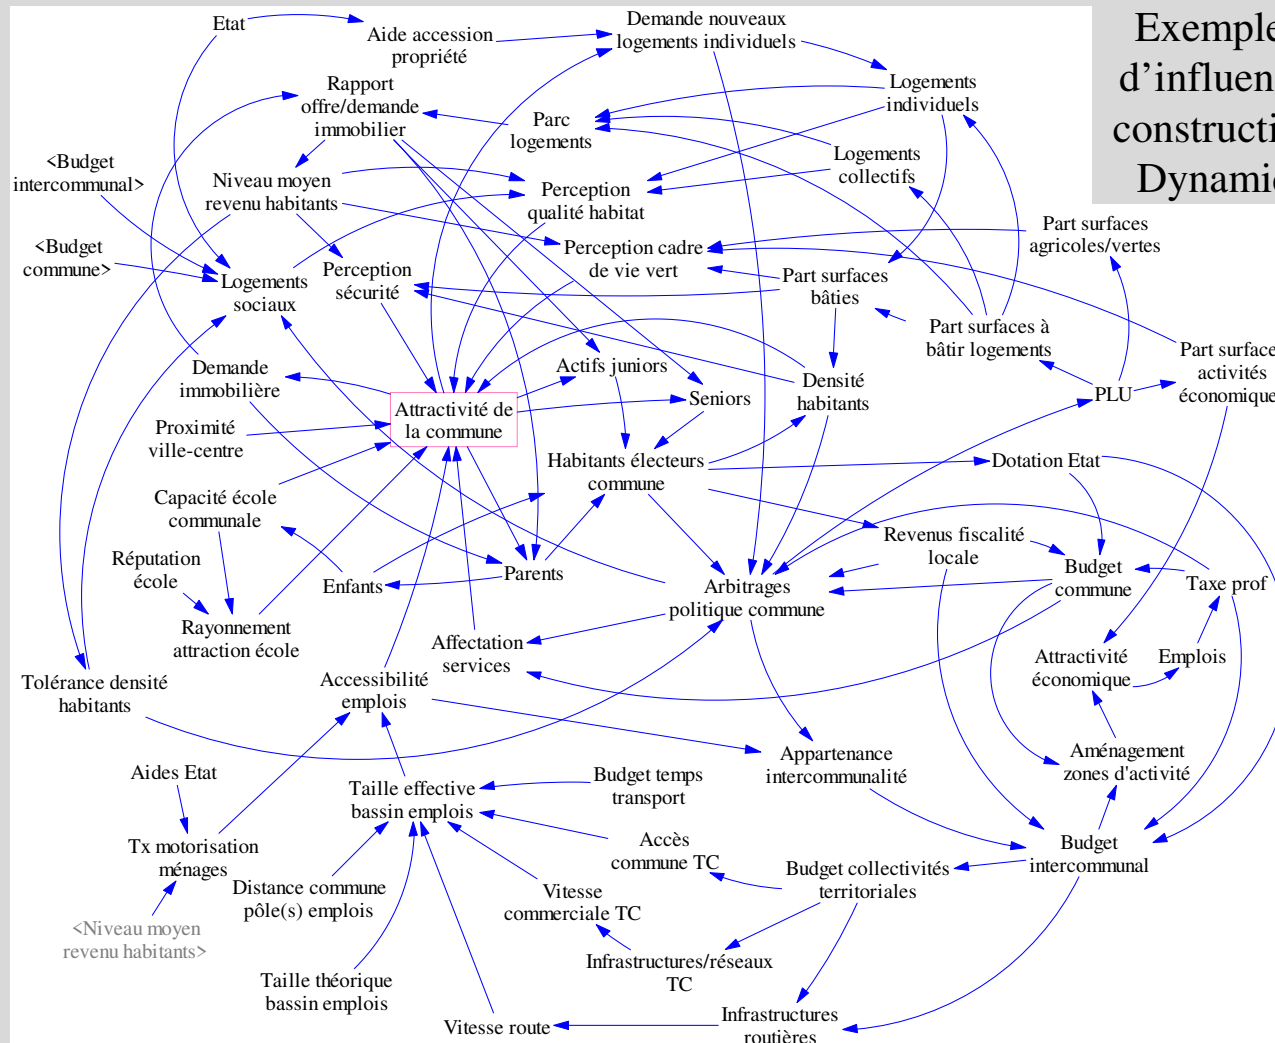 Exemple
d’influen
constructi
Dynami
Etat
Aide accession
propriété
Demande nouveaux
logements individuels
Rapport
offre/demande
immobilier
Parc
logements
Logements
individuels
Logements
collectifs
<Budget
intercommunal>
Niveau moyen
revenu habitants
Perception
qualité habitat
<Budget
commune>
Logements
sociaux
Perception
sécurité
Perception cadre
de vie vert
Part surfaces
agricoles/vertes
Part surfaces
bâties
Part surfaces à
bâtir logements
Part surface
activités
économique
Demande
immobilière
Actifs juniors
Seniors
Densité
habitants
PLU
Attractivité de
la commune
Proximité
ville-centre
Habitants électeurs
commune
Dotation Etat
Capacité école
communale
Revenus fiscalité
locale
Réputation
école
Enfants
Parents
Arbitrages
politique commune
Budget
commune
Taxe prof
Rayonnement
attraction école
Affectation
services
Attractivité
économique
Emplois
Tolérance densité
habitants
Accessibilité
emplois
Appartenance
intercommunalité
Aménagement
zones d'activité
Aides Etat
Taille effective
bassin emplois
Budget temps
transport
Tx motorisation
ménages
Accès
commune TC
Budget
intercommunal
Distance commune
pôle(s) emplois
Vitesse
commerciale TC
Budget collectivités
territoriales
<Niveau moyen
revenu habitants>
Infrastructures/réseaux
TC
Taille théorique
bassin emplois
Vitesse route
Infrastructures
routières